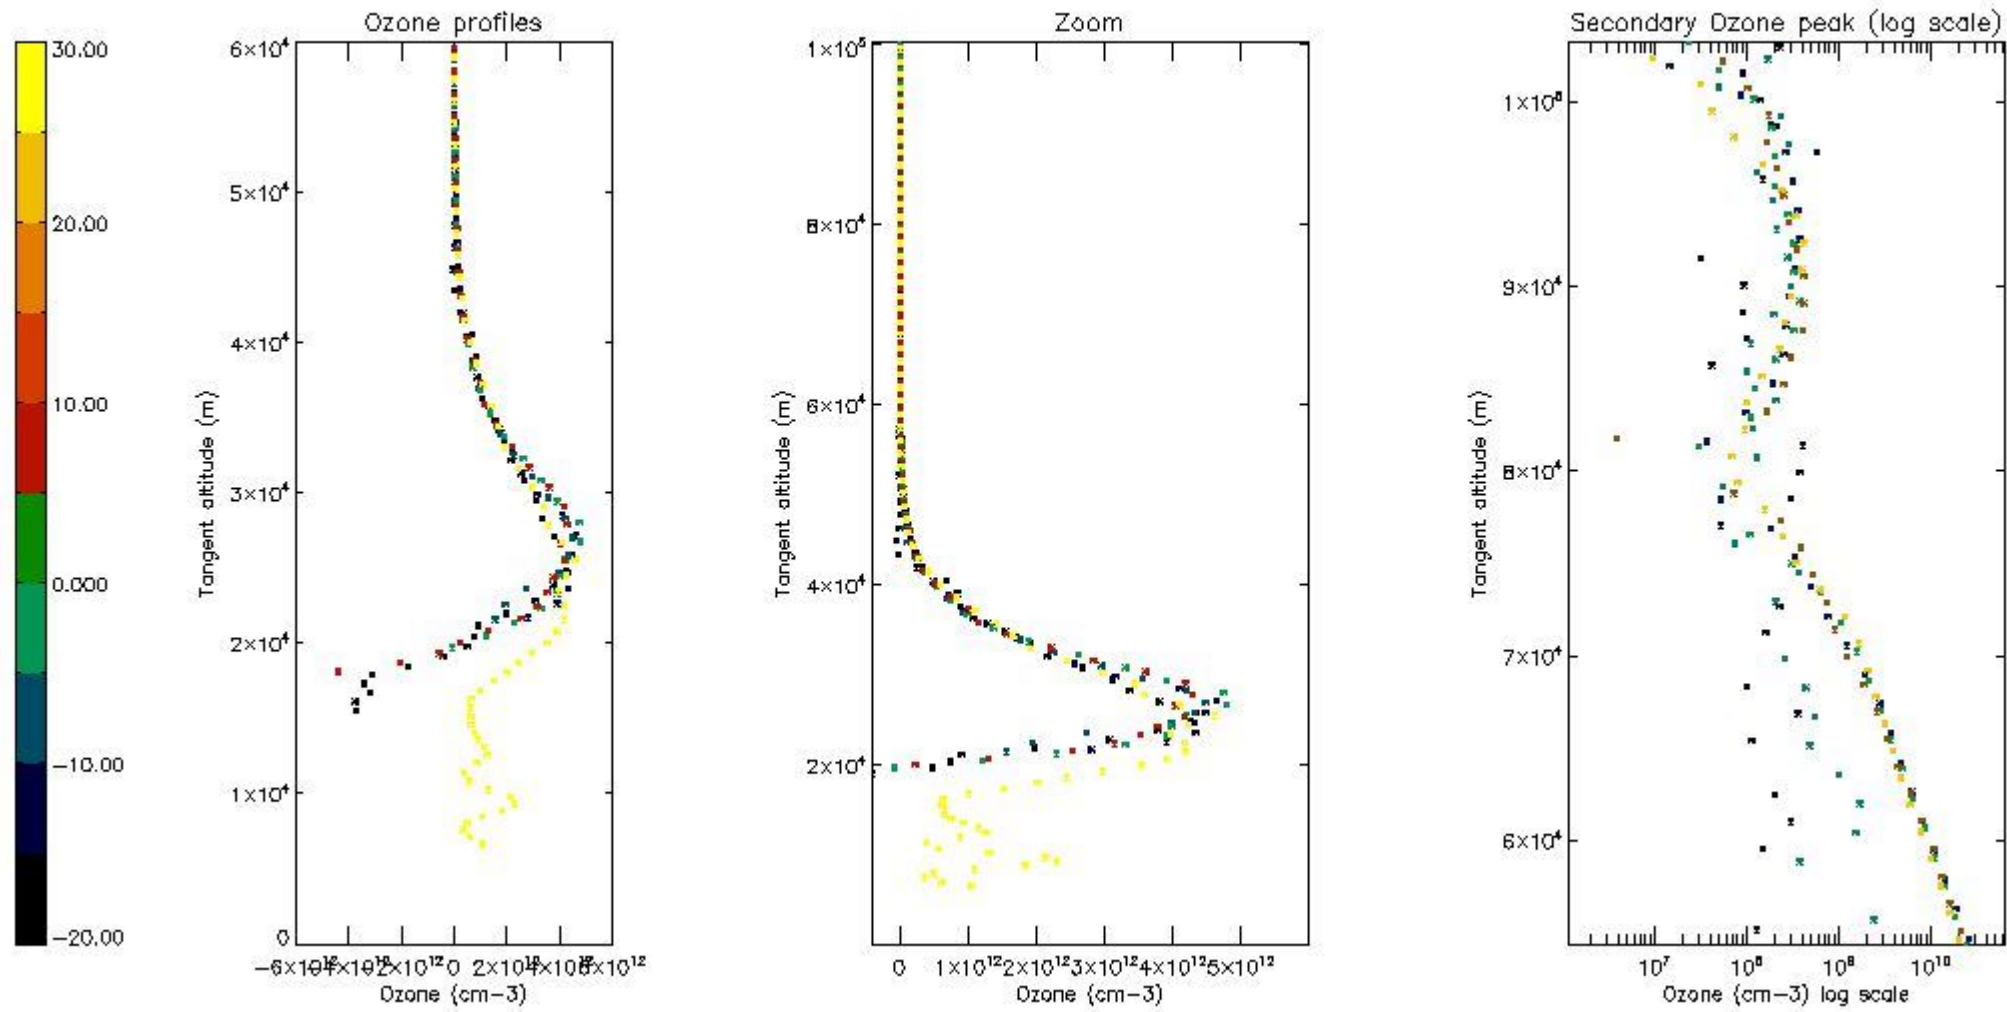 Ozone profiles
Zoom
Secondary Ozone peak (log scale)
30.00
20.00
10.00
0.000
−10.00
−20.00
6×10⁴
5×10⁴
4×10⁴
3×10⁴
2×10⁴
1×10⁴
0
Tangent altitude (m)
0
Ozone (cm−3)
1×10⁵
8×10⁴
6×10⁴
4×10⁴
2×10⁴
Tangent altitude (m)
0 1×10¹² 2×10¹² 3×10¹² 4×10¹² 5×10¹²
Ozone (cm−3)
9×10⁴
8×10⁴
7×10⁴
6×10⁴
Tangent altitude (m)
10⁷ 10⁸ 10⁹ 10¹⁰
Ozone (cm−3) log scale